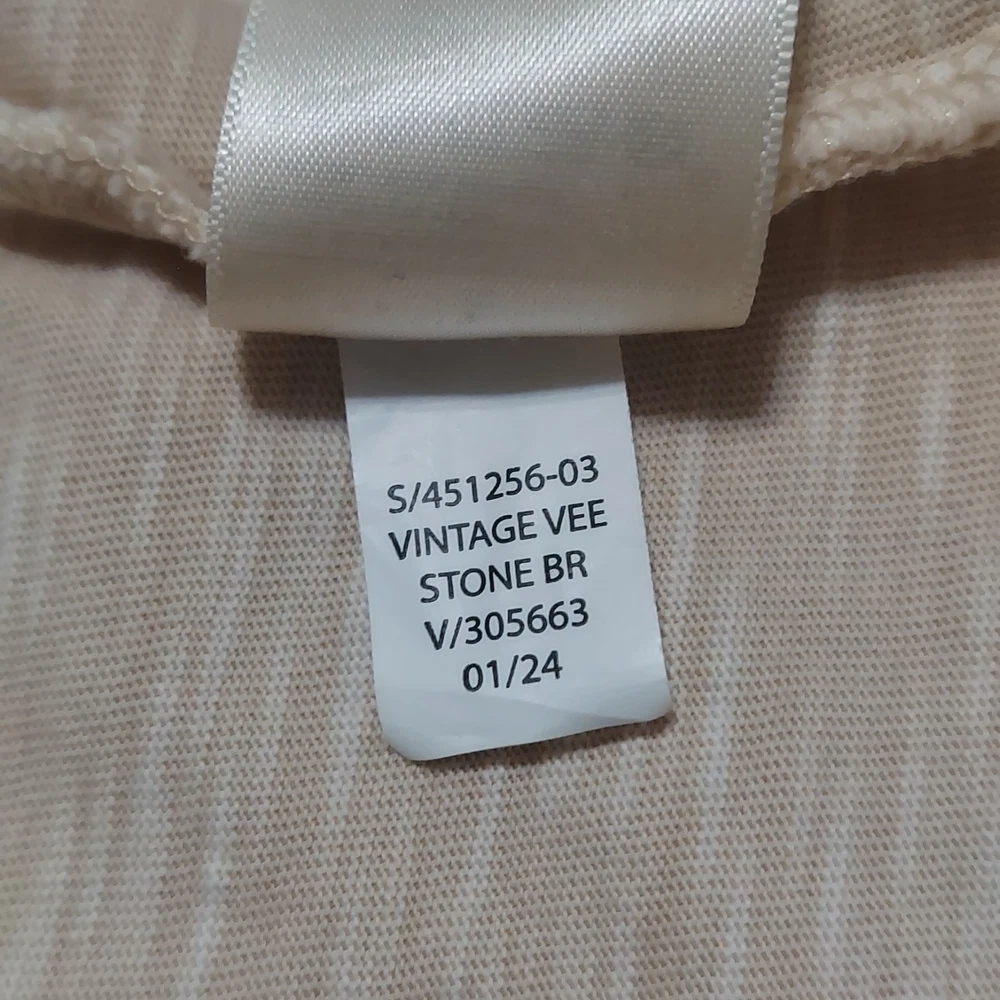 S/451256-03
VINTAGE VEE
STONE BR
V/305663
01/24